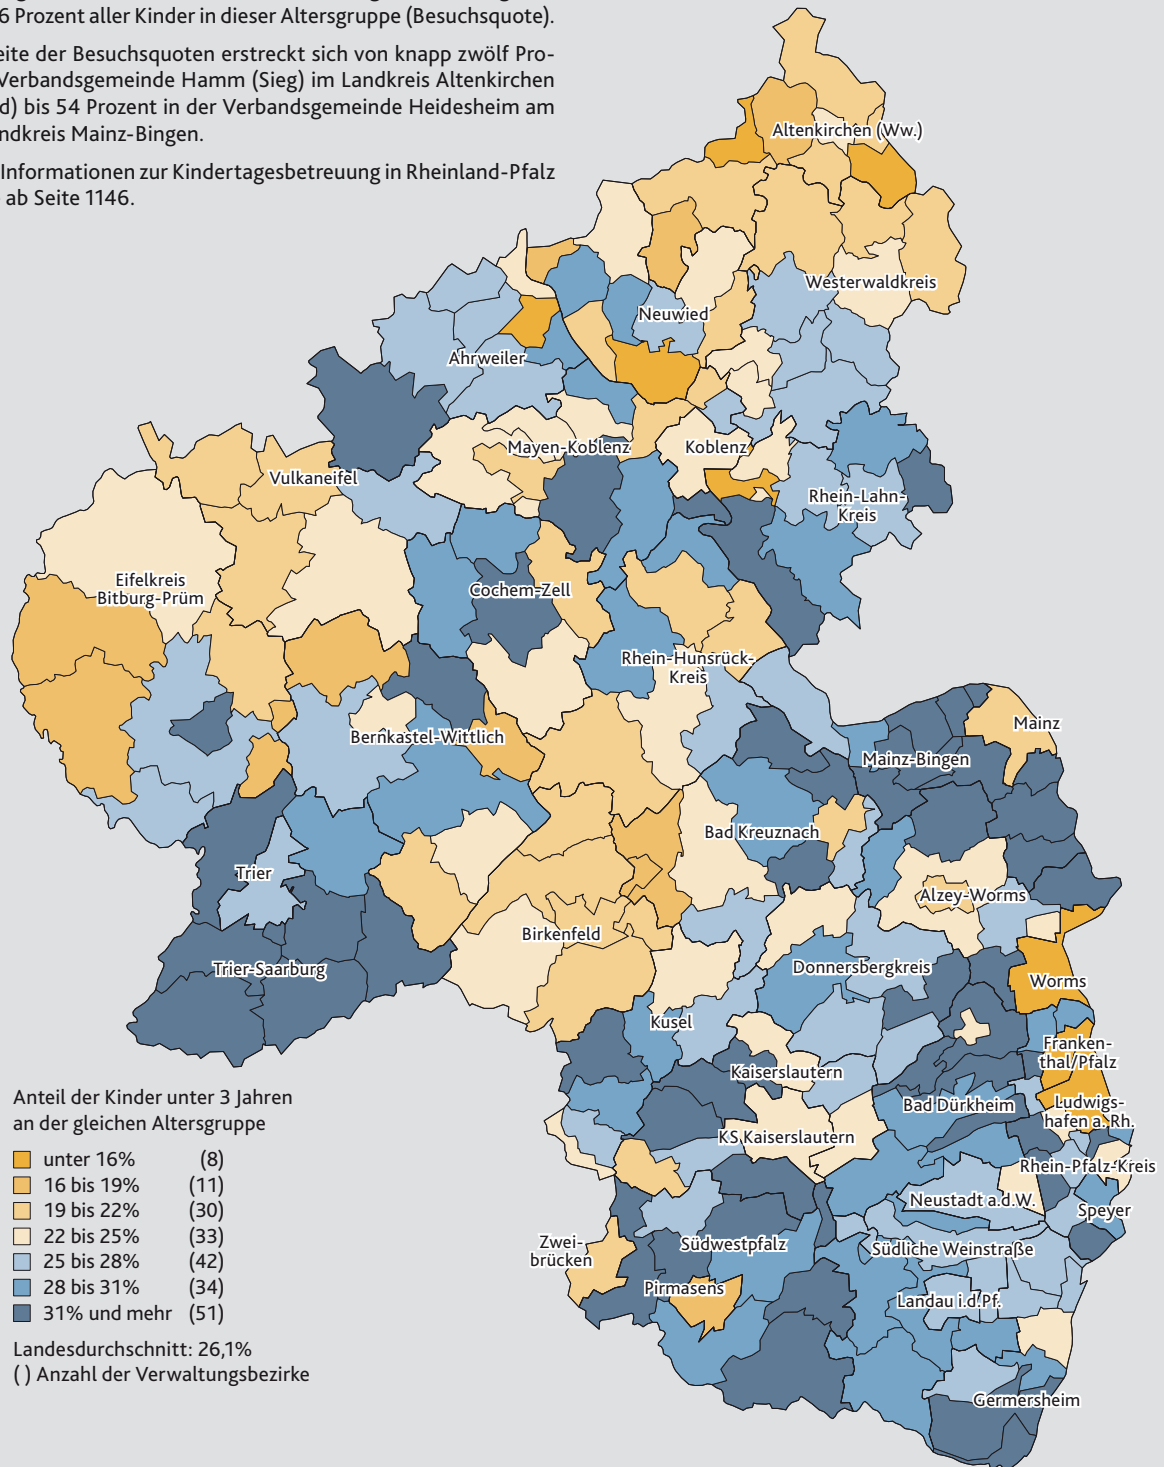 6 Prozent aller Kinder in dieser Altersgruppe (Besuchsquote).
eite der Besuchsquoten erstreckt sich von knapp zwölf Pro-
Verbandsgemeinde Hamm (Sieg) im Landkreis Altenkirchen
d) bis 54 Prozent in der Verbandsgemeinde Heidesheim am
ndkreis Mainz-Bingen.
Informationen zur Kindertagesbetreuung in Rheinland-Pfalz
ab Seite 1146.
Altenkirchen (Ww.)
Westerwaldkreis
Neuwied
Ahrweiler
Mayen-Koblenz
Koblenz
Vulkaneifel
Rhein-Lahn-
Kreis
Eifelkreis
Bitburg-Prüm
Cochem-Zell
Rhein-Hunsrück-
Kreis
Bernkastel-Wittlich
Mainz
Mainz-Bingen
Bad Kreuznach
Trier
Alzey-Worms
Birkenfeld
Trier-Saarburg
Donnersbergkreis
Worms
Kusel
Franken-
thal/Pfalz
Kaiserslautern
Bad Dürkheim
Ludwigs-
hafen a. Rh.
KS Kaiserslautern
Rhein-Pfalz-Kreis
Neustadt a.d.W.
Speyer
Zwei-
brücken
Südwestpfalz
Südliche Weinstraße
Pirmasens
Landau i.d.Pf.
Germersheim
Anteil der Kinder unter 3 Jahren
an der gleichen Altersgruppe
unter 16% (8)
16 bis 19% (11)
19 bis 22% (30)
22 bis 25% (33)
25 bis 28% (42)
28 bis 31% (34)
31% und mehr (51)
Landesdurchschnitt: 26,1%
( ) Anzahl der Verwaltungsbezirke